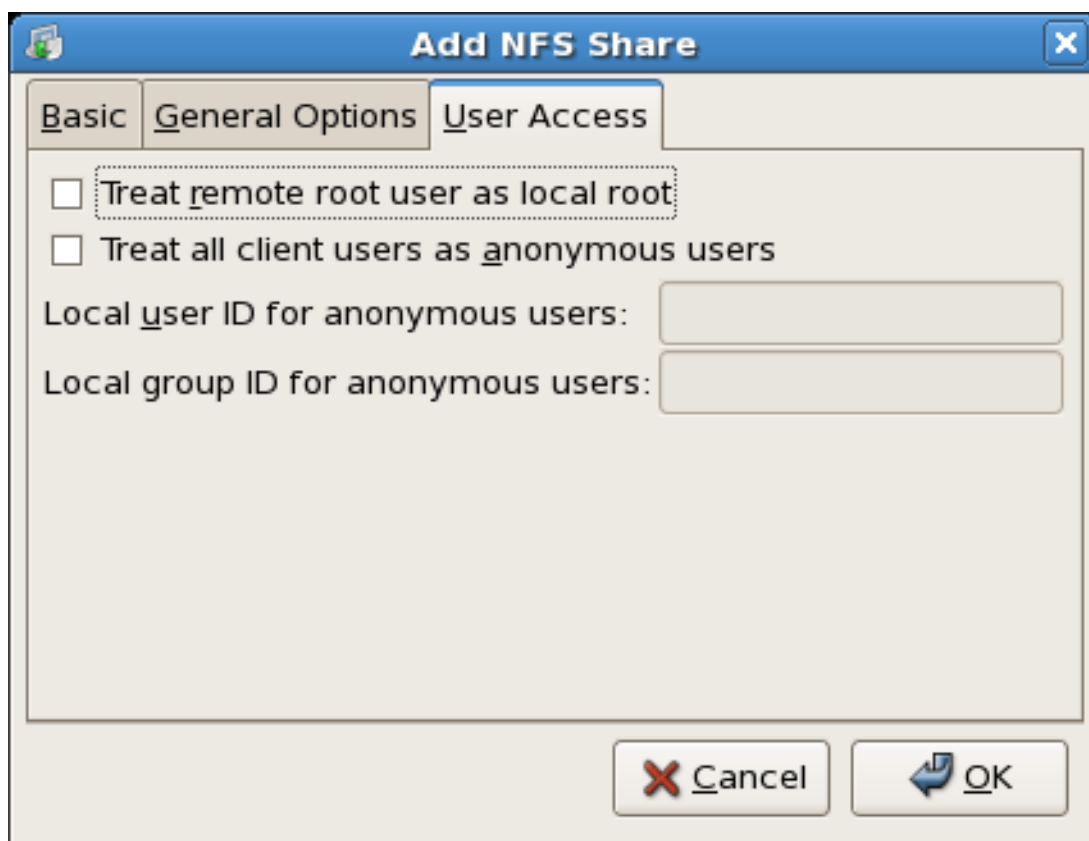 Add NFS Share
Basic General Options User Access
Treat remote root user as local root
Treat all client users as anonymous users
Local user ID for anonymous users:
Local group ID for anonymous users:
Cancel OK